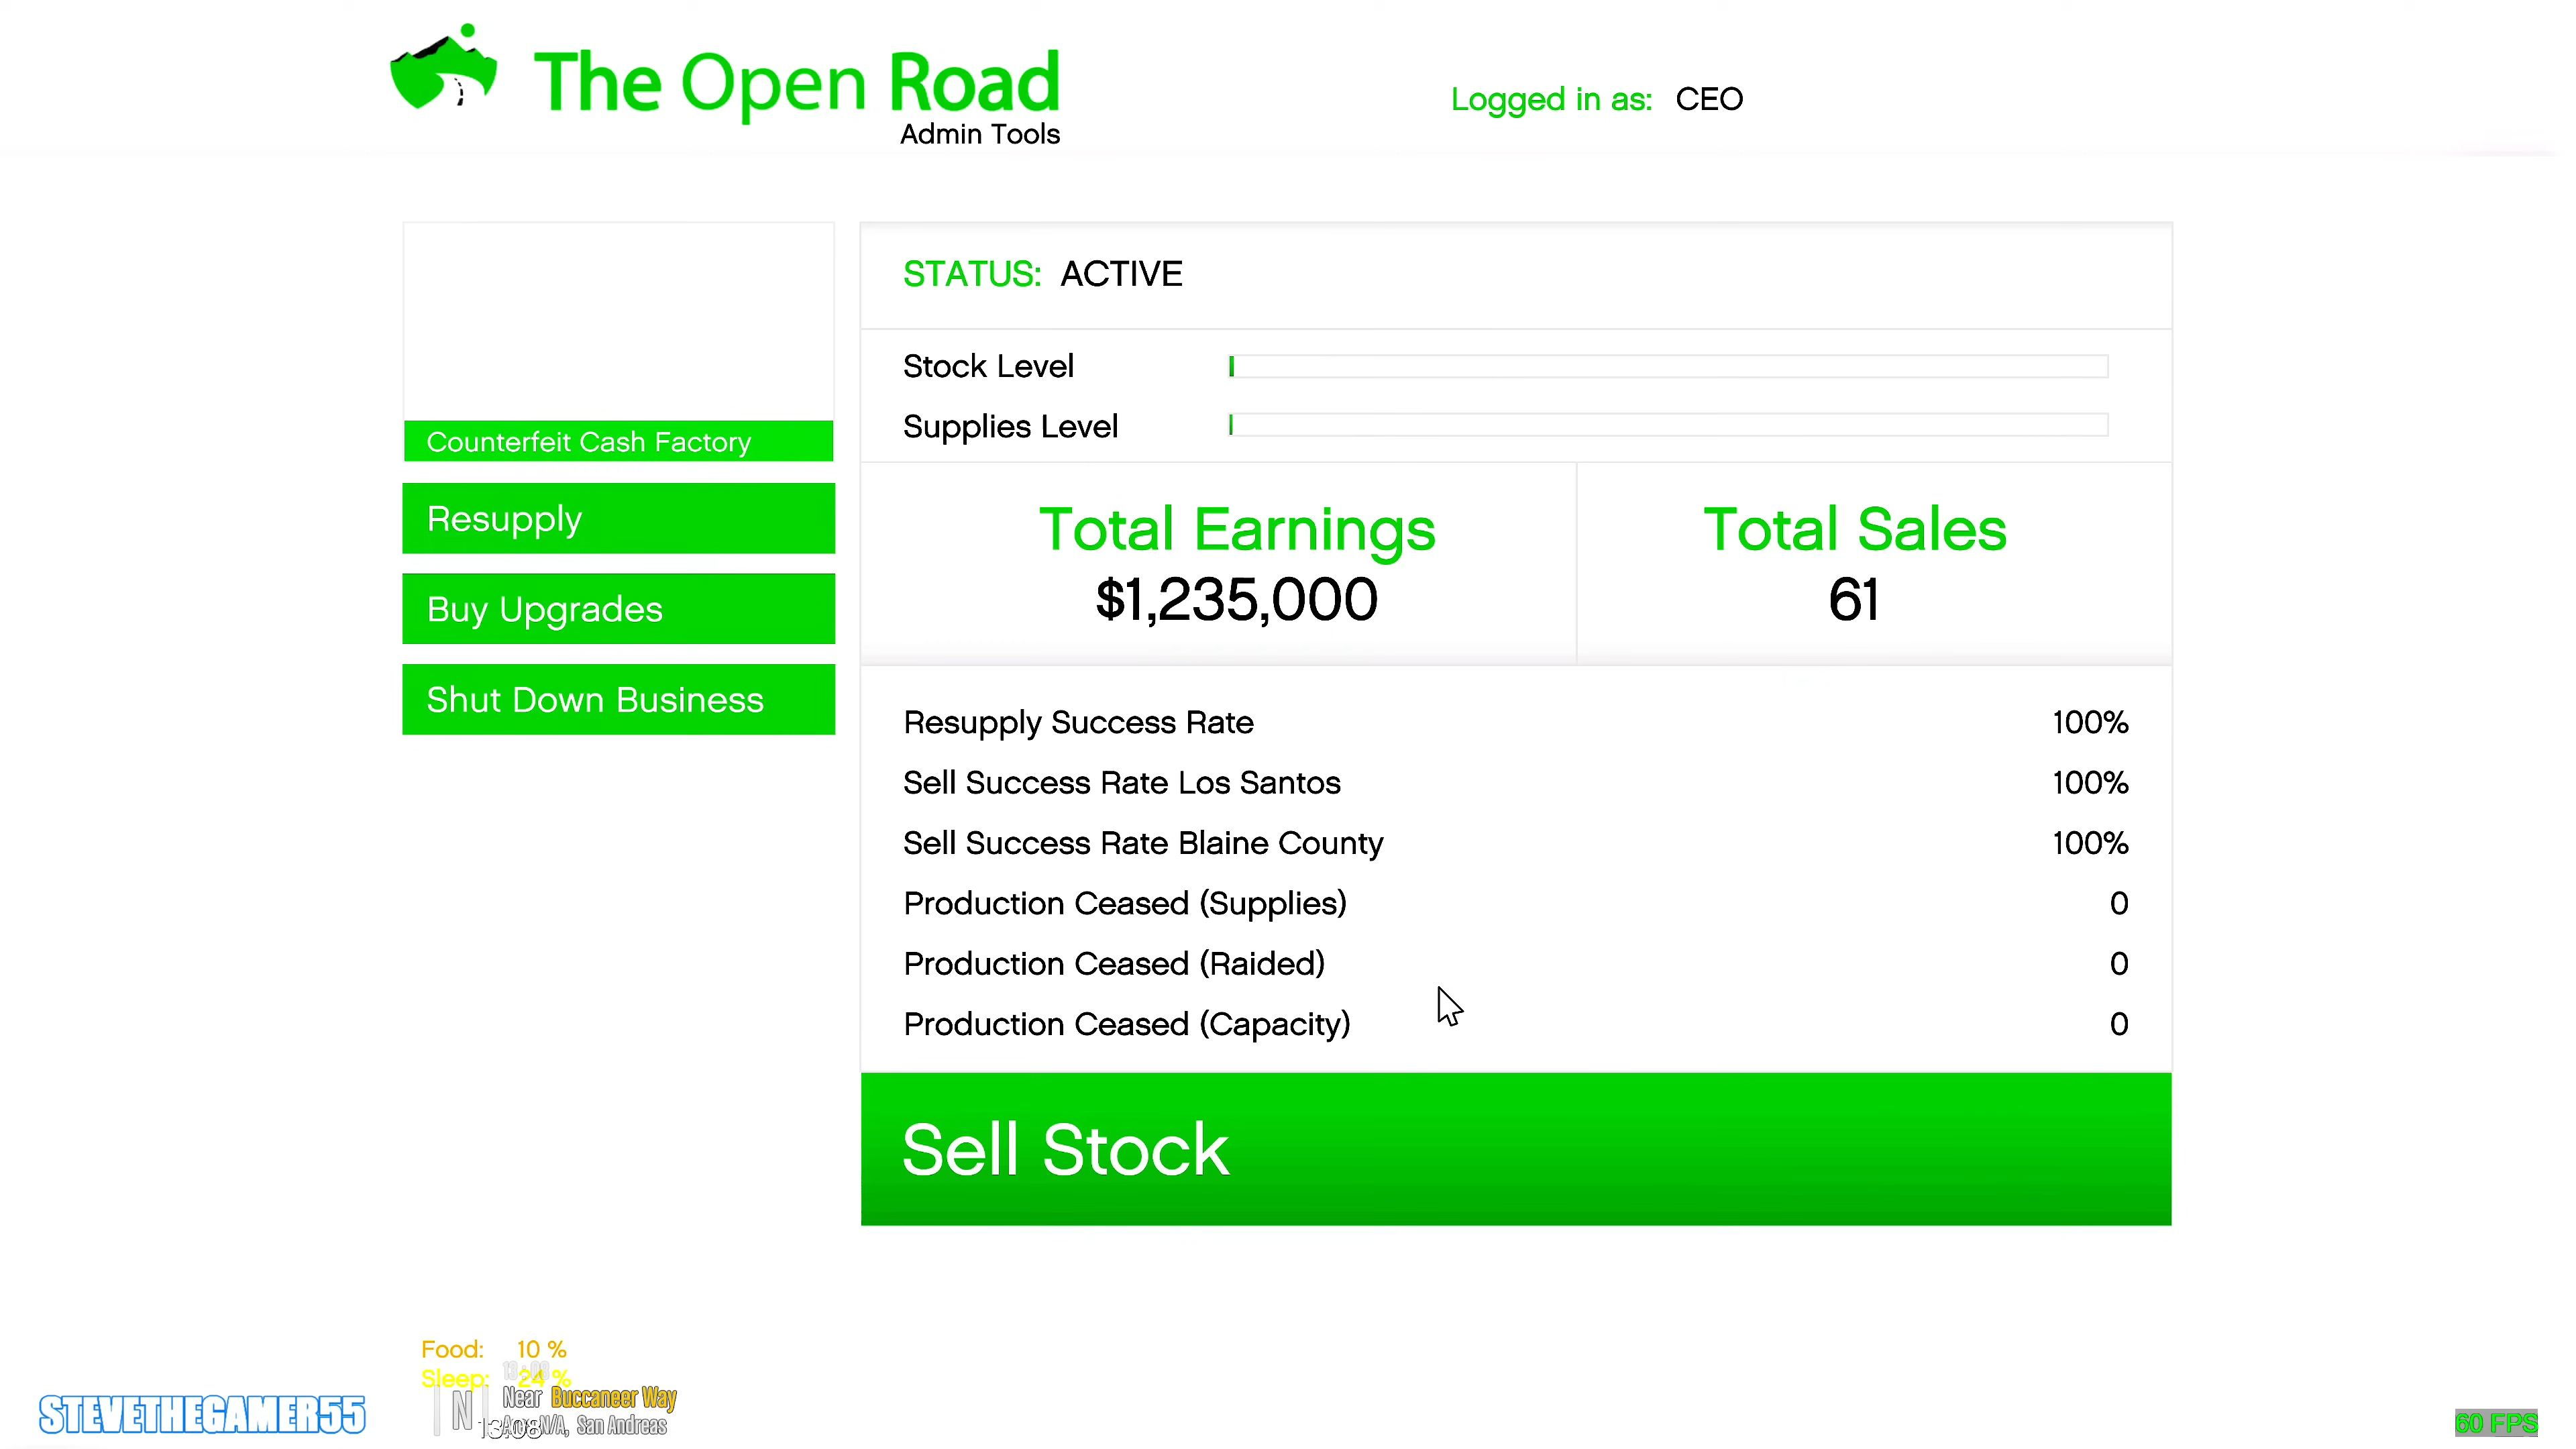 The Open Road
Admin Tools
Logged in as: CEO
STATUS: ACTIVE
Stock Level
Supplies Level
Counterfeit Cash Factory
Resupply
Buy Upgrades
Shut Down Business
Total Earnings
$1,235,000
Total Sales
61
Resupply Success Rate 100%
Sell Success Rate Los Santos 100%
Sell Success Rate Blaine County 100%
Production Ceased (Supplies) 0
Production Ceased (Raided) 0
Production Ceased (Capacity) 0
Sell Stock
Food: 10 %
Sleep: 24 %
Near Buccaneer Way
N
N/A, San Andreas
STEVETHEGAMER55
60 FPS